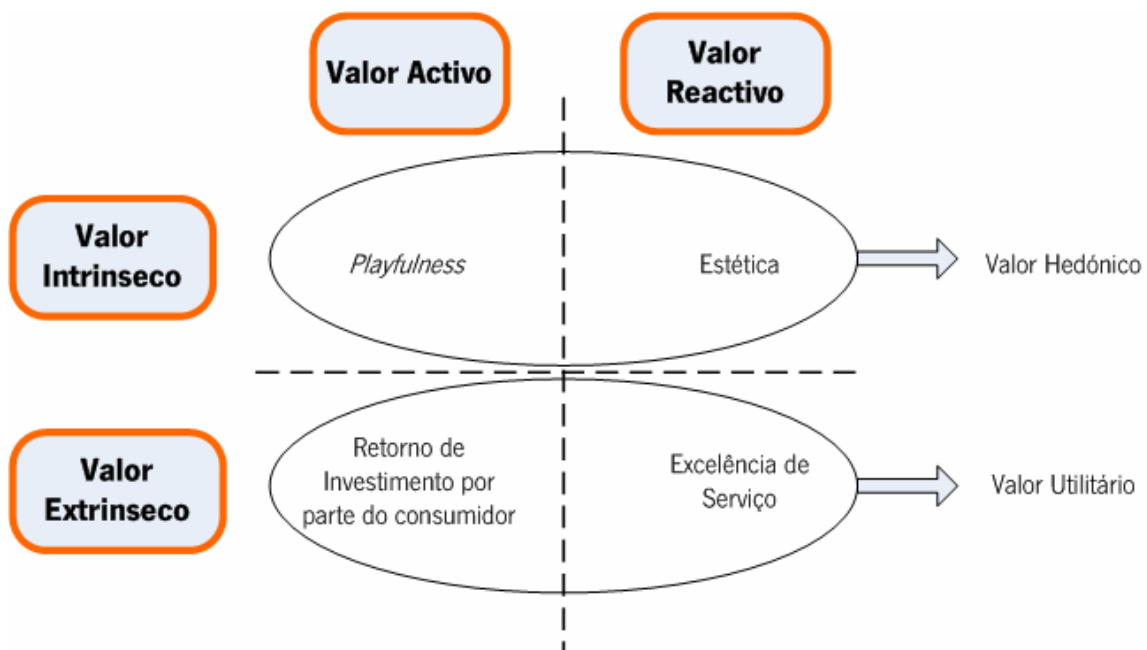 Valor Activo
Valor
Reactivo
Valor
Intrinseco
Playfulness
Estética
Valor Hedónico
Valor
Extrinseco
Retorno de
Investimento por
parte do consumidor
Excelência de
Serviço
Valor Utilitário